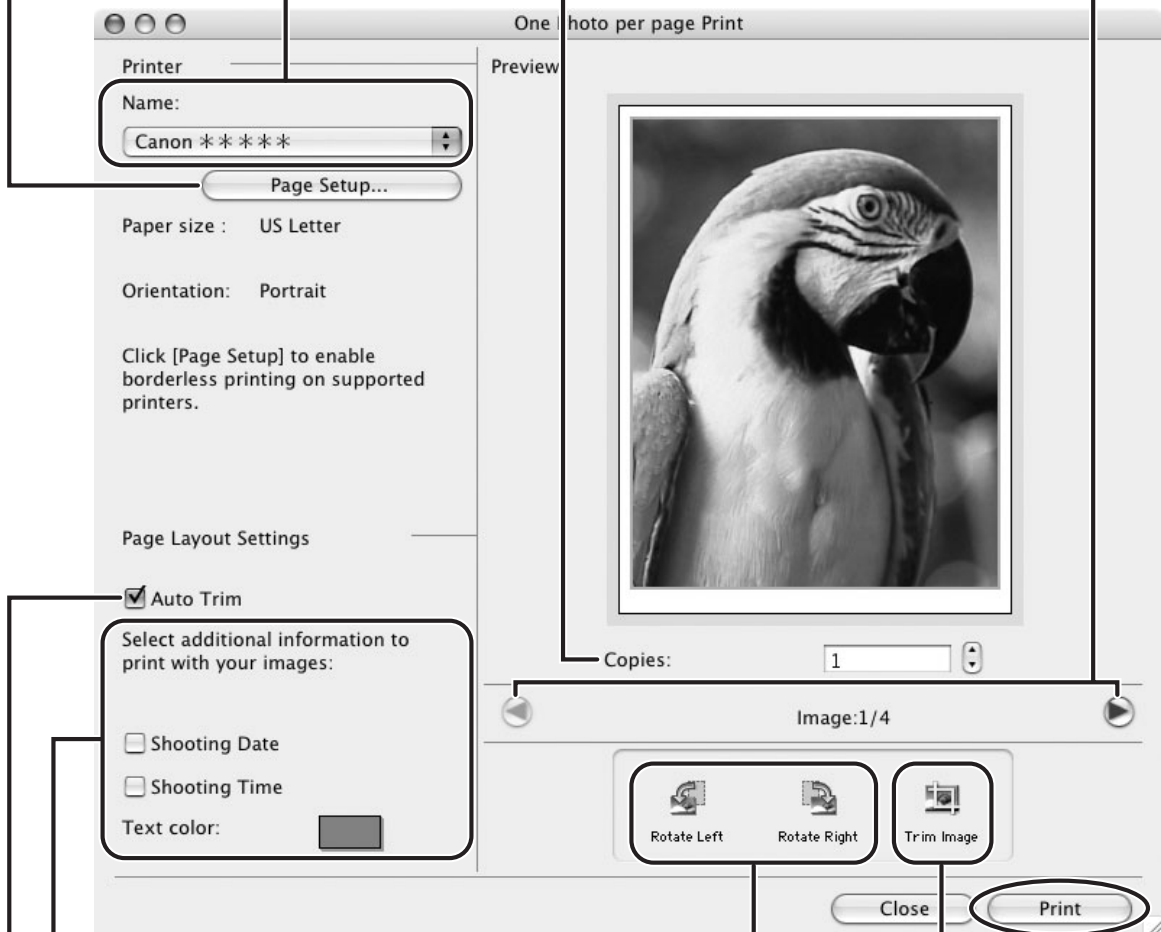 One Photo per page Print
Printer
Name:
Canon *****
Page Setup...
Paper size : US Letter
Orientation: Portrait
Click [Page Setup] to enable
borderless printing on supported
printers.
Page Layout Settings
Auto Trim
Select additional information to
print with your images:
Shooting Date
Shooting Time
Text color:
Preview
Copies: 1
Image:1/4
Rotate Left
Rotate Right
Trim Image
Close
Print